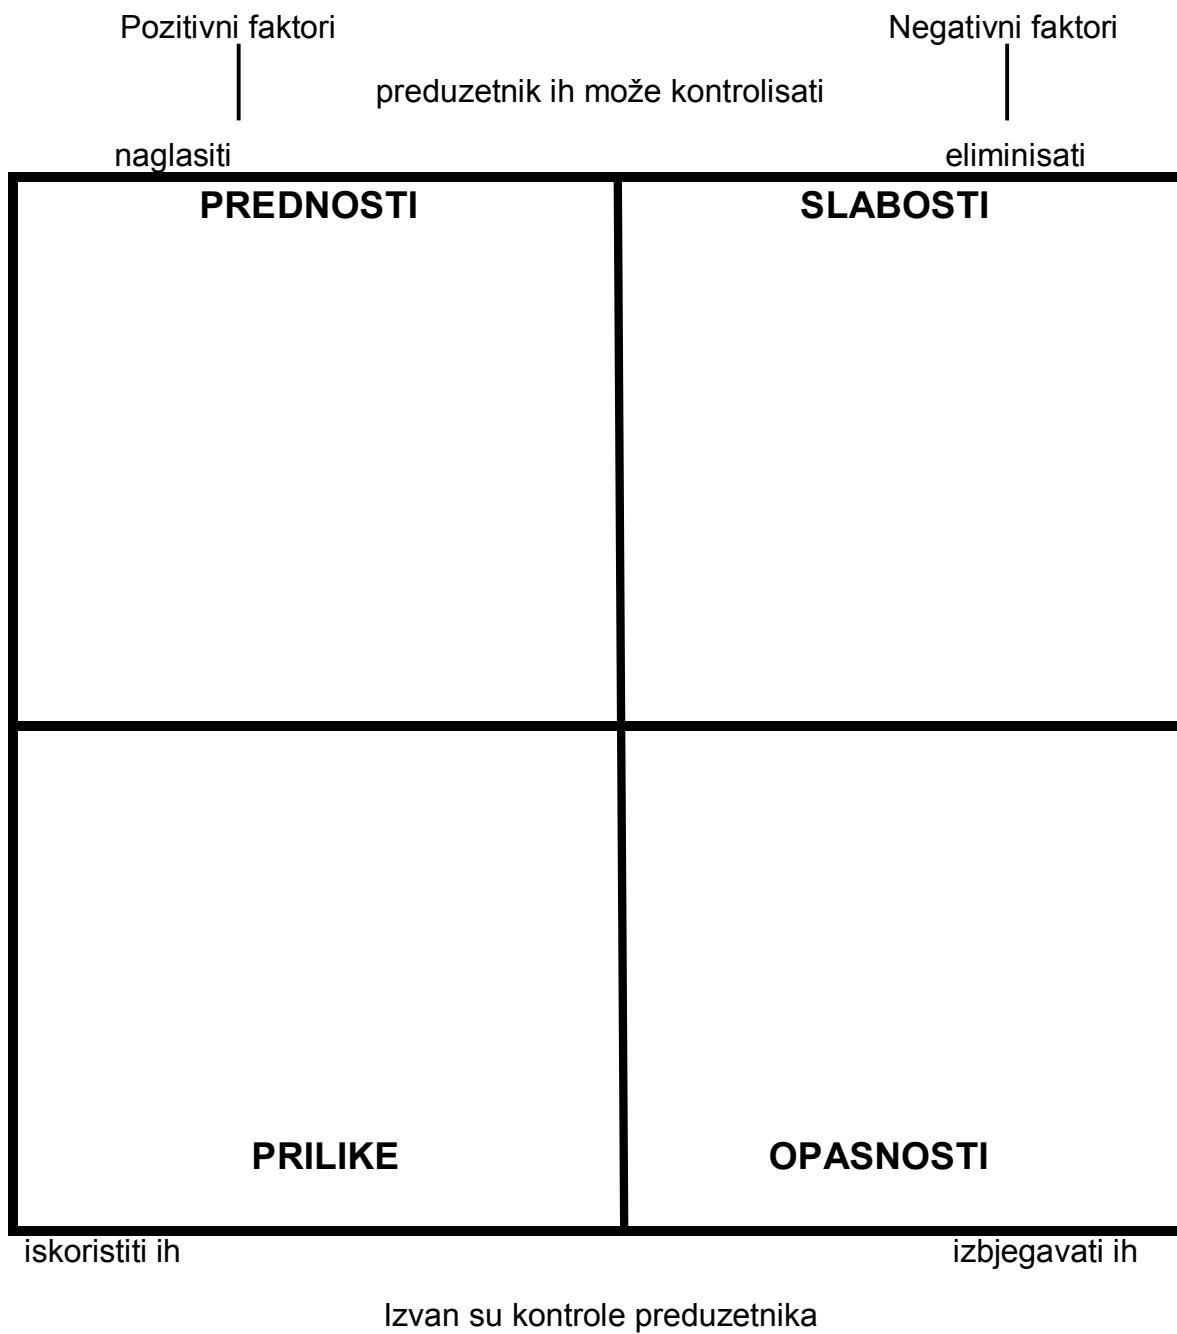 Pozitivni faktori
Negativni faktori
preduzetnik ih može kontrolisati
naglasiti
eliminisati
PREDNOSTI
SLABOSTI
PRILIKE
OPASNOSTI
iskoristiti ih
izbjegavati ih
Izvan su kontrole preduzetnika